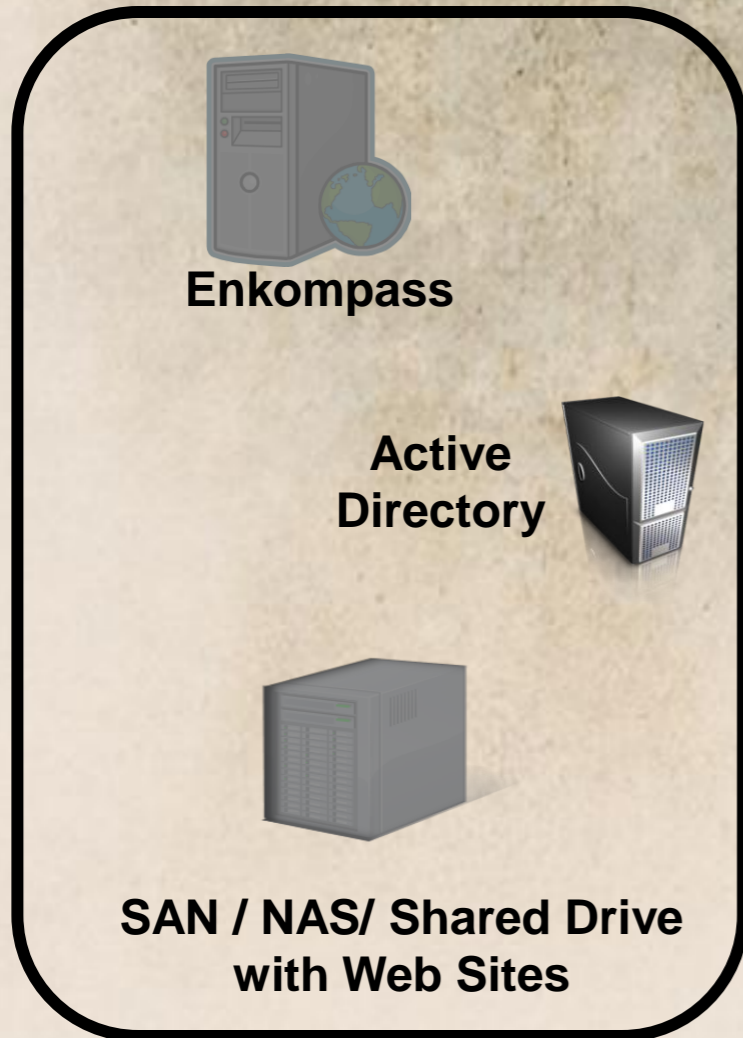 Enkompass
Active
Directory
SAN / NAS/ Shared Drive
with Web Sites